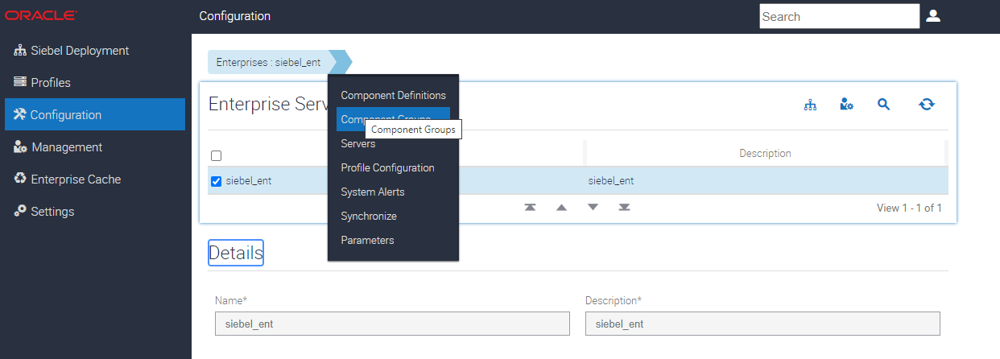 ORACLE
Configuration
Search
Siebel Deployment
Profiles
Configuration
Management
Enterprise Cache
Settings
Enterprises : siebel_ent
Component Definitions
Component Groups
Component Groups
Servers
Profile Configuration
System Alerts
Synchronize
Parameters
Enterprise Serv
Description
siebel_ent
siebel_ent
View 1 - 1 of 1
Details
Name*
Description*
siebel_ent
siebel_ent